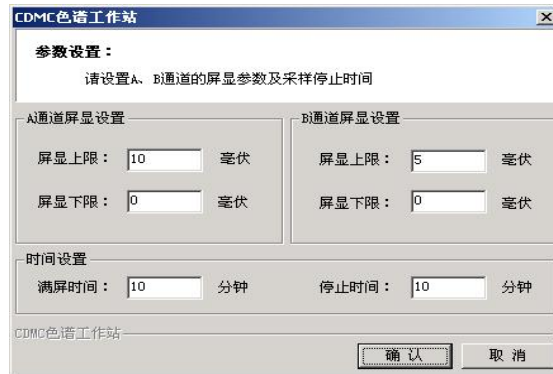 CDMC色谱工作站
参数设置：
请设置A、B通道的屏显参数及采样停止时间
A通道屏显设置
屏显上限： 10 毫伏
屏显下限： 0 毫伏
B通道屏显设置
屏显上限： 5 毫伏
屏显下限： 0 毫伏
时间设置
满屏时间： 10 分钟 停止时间： 10 分钟
CDMC色谱工作站
确认 取消